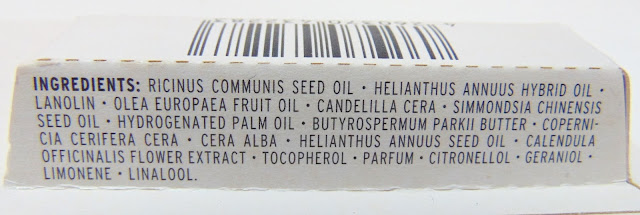 INGREDIENTS: RICINUS COMMUNIS SEED OIL • HELIANTHUS ANNUUS HYBRID OIL •
LANOLIN • OLEA EUROPAEA FRUIT OIL • CANDELILLA CERA • SIMMONDSIA CHINENSIS
SEED OIL • HYDROGENATED PALM OIL • BUTYROSPERMUM PARKII BUTTER • COPERNI-
CIA CERIFERA CERA • CERA ALBA • HELIANTHUS ANNUUS SEED OIL • CALENDULA
OFFICINALIS FLOWER EXTRACT • TOCOPHEROL • PARFUM • CITRONELLOL • GERANIOL •
LIMONENE • LINALOOL.